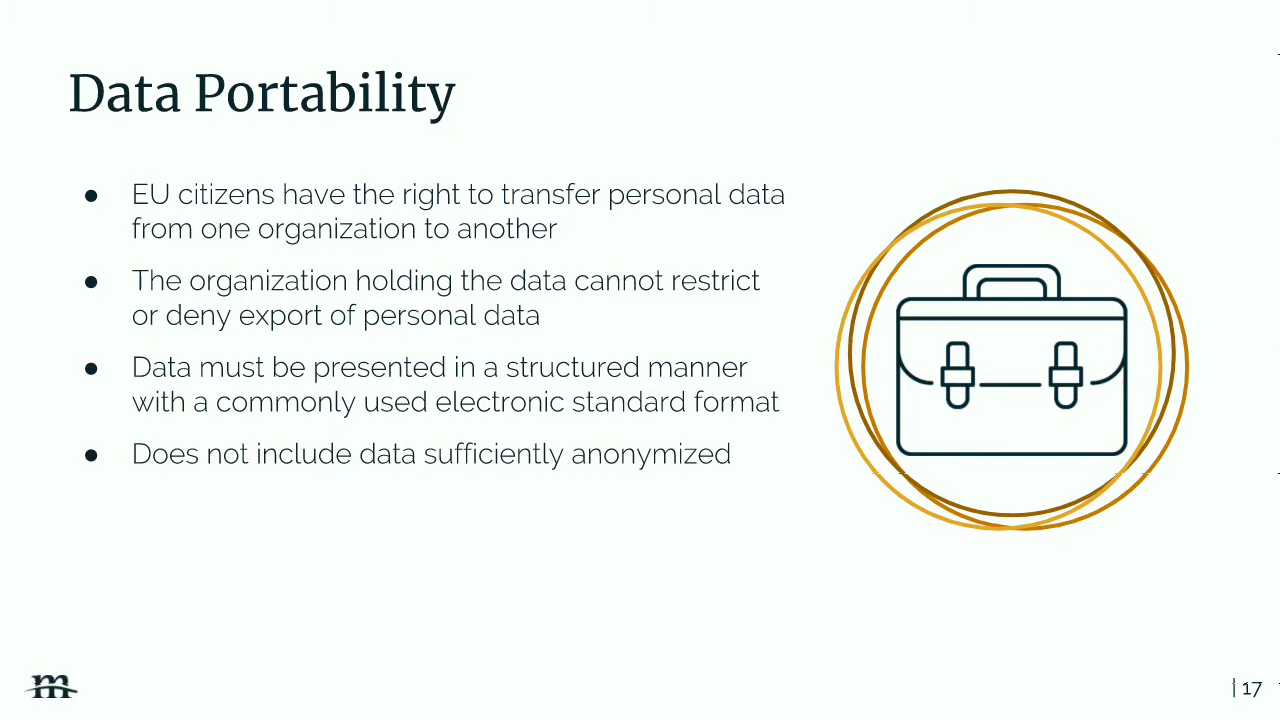 Data Portability
● EU citizens have the right to transfer personal data
from one organization to another
● The organization holding the data cannot restrict
or deny export of personal data
● Data must be presented in a structured manner
with a commonly used electronic standard format
● Does not include data sufficiently anonymized
m
| 17